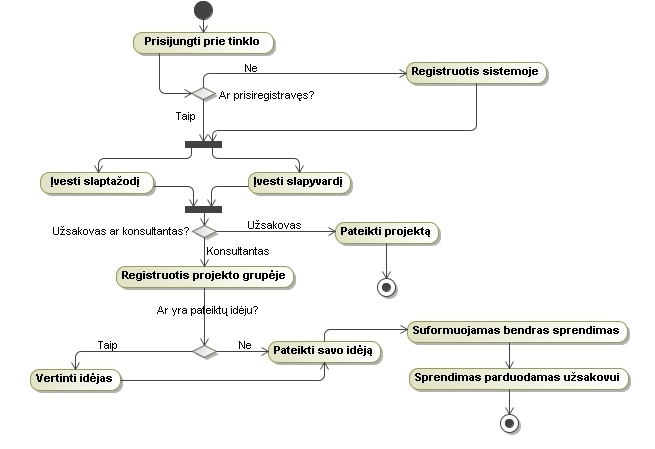 Prisijungti prie tinklo
Ne
Registruotis sistemoje
Ar prisiregistravęs?
Taip
Įvesti slaptažodį
Įvesti slapyvardį
Užsakovas ar konsultantas?
Užsakovas
Pateikti projektą
Konsultantas
Registruotis projekto grupėje
Ar yra pateiktų idėju?
Taip
Ne
Pateikti savo idėją
Suformuojamas bendras sprendimas
Vertinti idėjas
Sprendimas parduodamas užsakovui